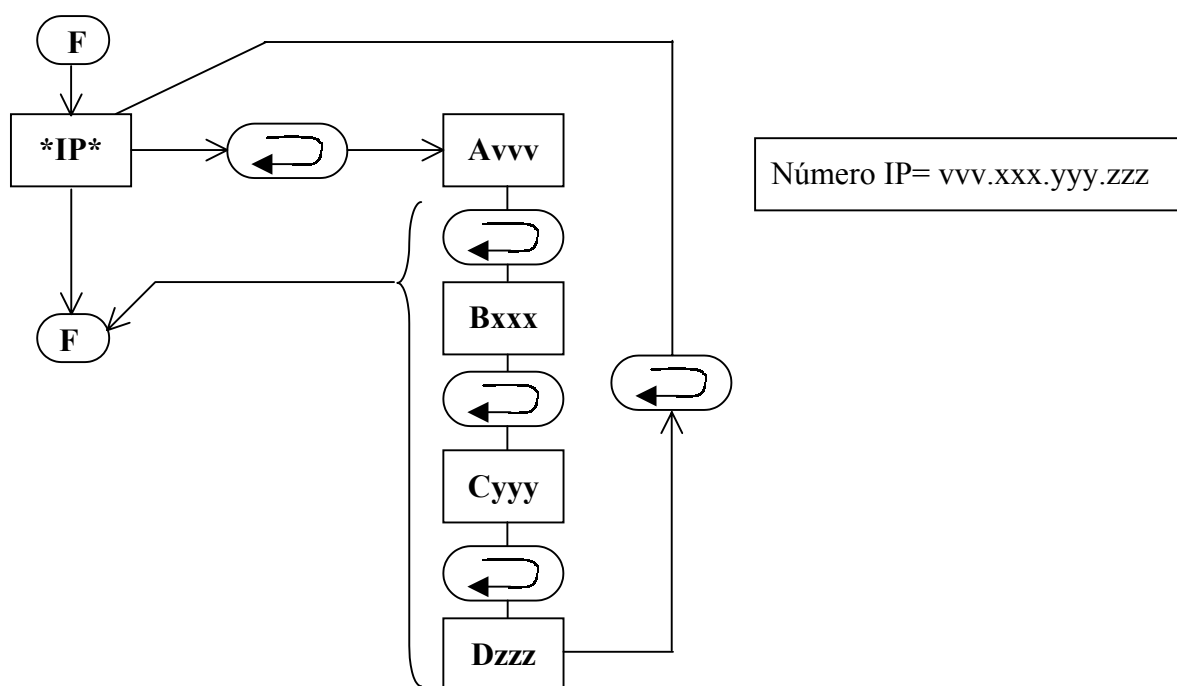 F
*IP*
Avvv
Número IP= vvv.xxx.yyy.zzz
Bxxx
F
Cyyy
Dzzz